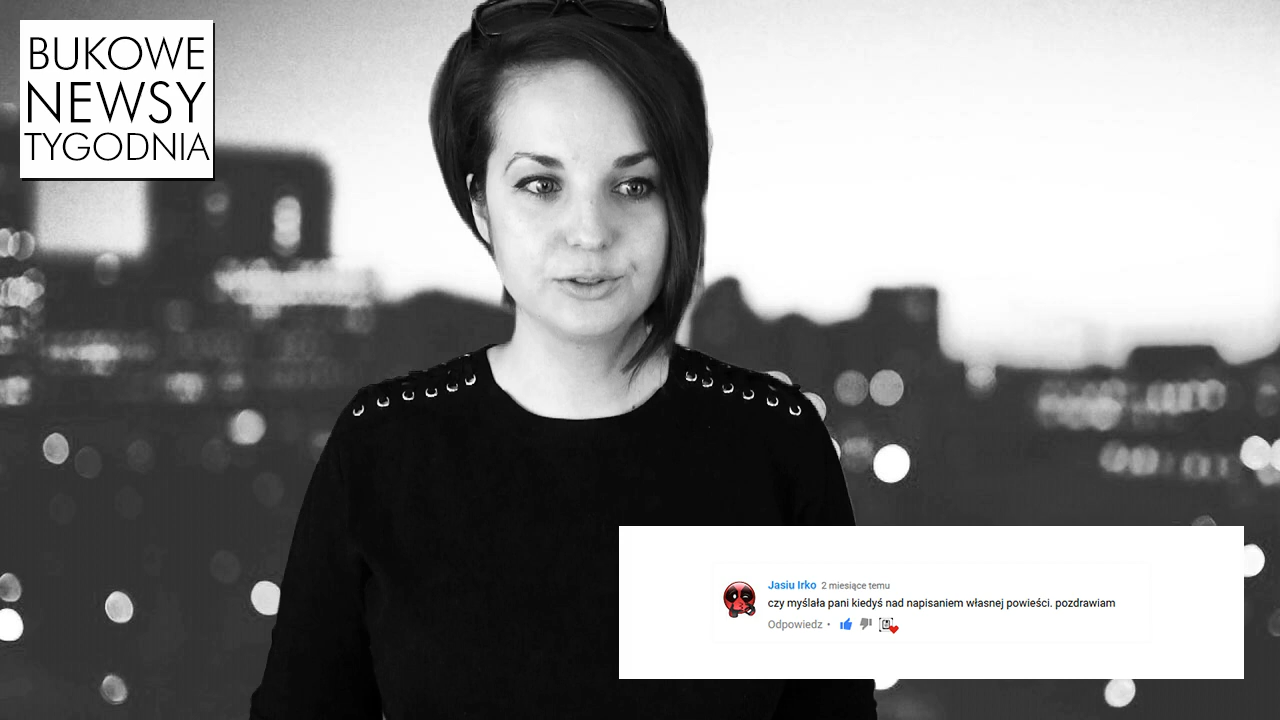 BUKOWE
NEWSY
TYGODNIA
Jasiu Irko 2 miesiące temu
czy myślała pani kiedyś nad napisaniem własnej powieści. pozdrawiam
Odpowiedz •